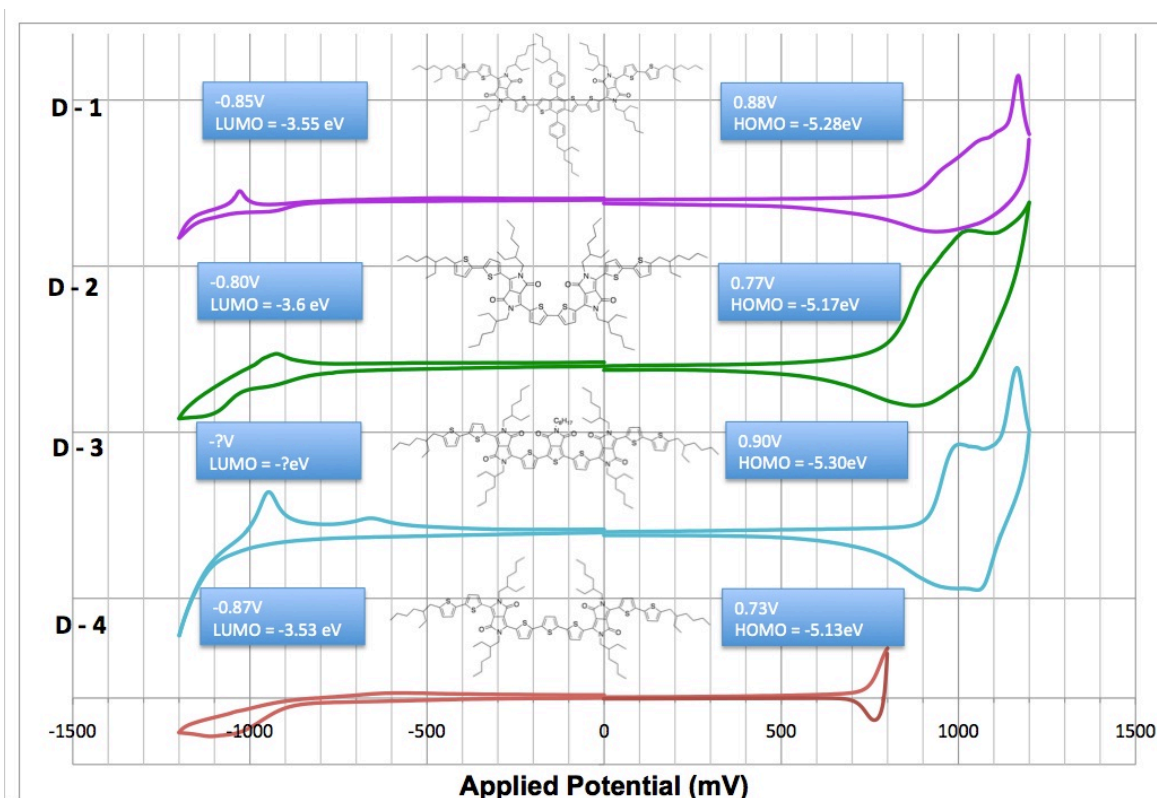 D - 1
-0.85V
LUMO = -3.55 eV
0.88V
HOMO = -5.28eV
D - 2
-0.80V
LUMO = -3.6 eV
0.77V
HOMO = -5.17eV
D - 3
-?V
LUMO = -?eV
C8H17
0.90V
HOMO = -5.30eV
D - 4
-0.87V
LUMO = -3.53 eV
0.73V
HOMO = -5.13eV
-1500
-1000
-500
0
500
1000
1500
Applied Potential (mV)